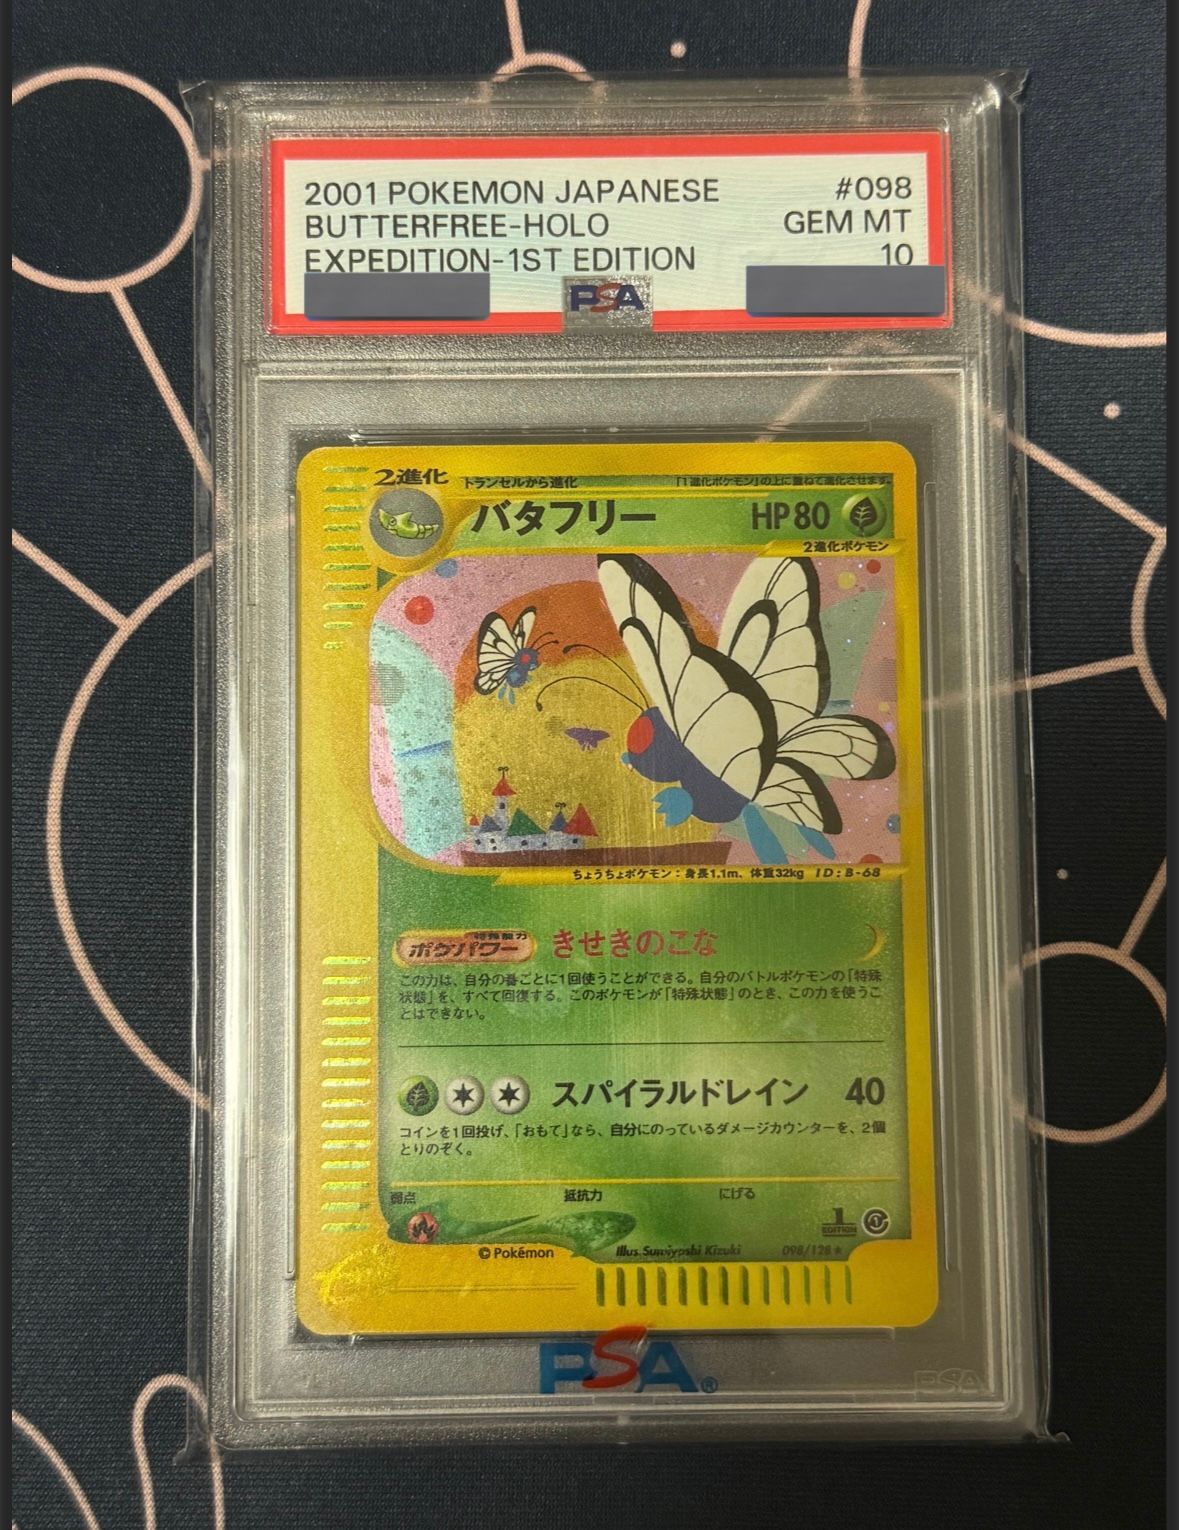 2001 POKEMON JAPANESE #098
BUTTERFREE-HOLO GEM MT
EXPEDITION-1ST EDITION 10
PSA
2進化 トランセルから進化 「1進化ポケモン」の上に重ねて進化させます。
バタフリー HP80
2進化ポケモン
ちょうちょポケモン：身長1.1m、体重32kg ID:B-68
特殊能力
ポケパワー きせきのこな
この力は、自分の番ごとに1回使うことができる。自分のバトルポケモンの「特殊
状態」を、すべて回復する。このポケモンが「特殊状態」のとき、この力を使うこ
とはできない。
スパイラルドレイン 40
コインを1回投げ、「おもて」なら、自分にのっているダメージカウンターを、2個
とりのぞく。
弱点 抵抗力 にげる
1 EDITION
©Pokémon Illus. Sumiyoshi Kizuki 098/128★
PSA®
PSA